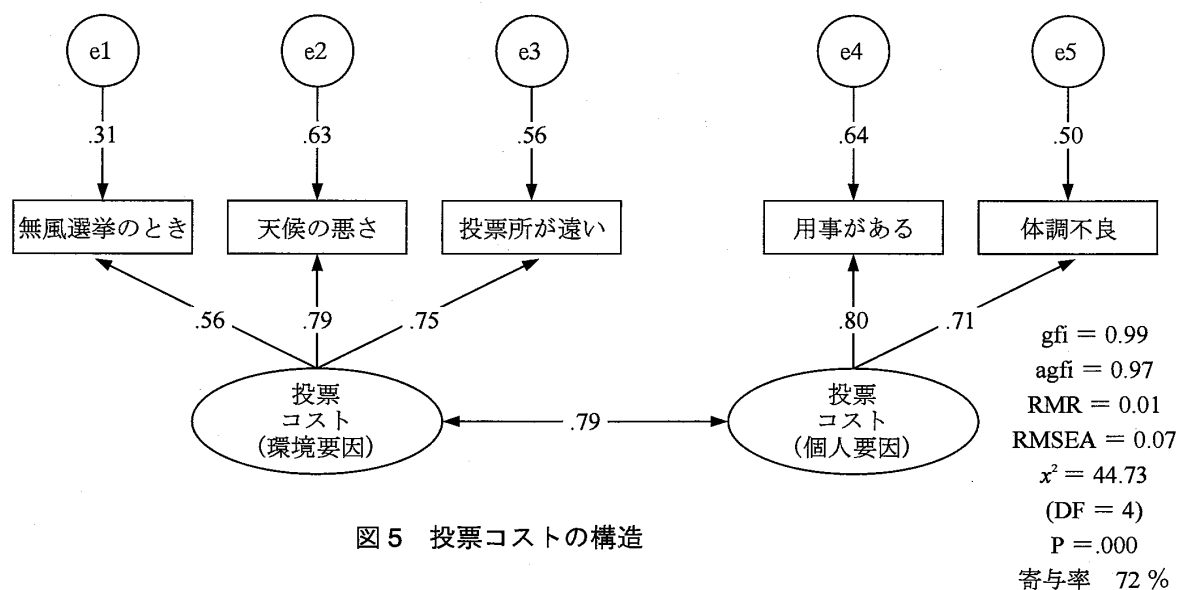 e1
e2
e3
e4
e5
.31
.63
.56
.64
.50
無風選挙のとき
天候の悪さ
投票所が遠い
用事がある
体調不良
.56
.79
.75
.80
.71
投票
コスト
(環境要因)
.79
投票
コスト
(個人要因)
gfi = 0.99
agfi = 0.97
RMR = 0.01
RMSEA = 0.07
x² = 44.73
(DF = 4)
P =.000
寄与率 72 %
図5 投票コストの構造